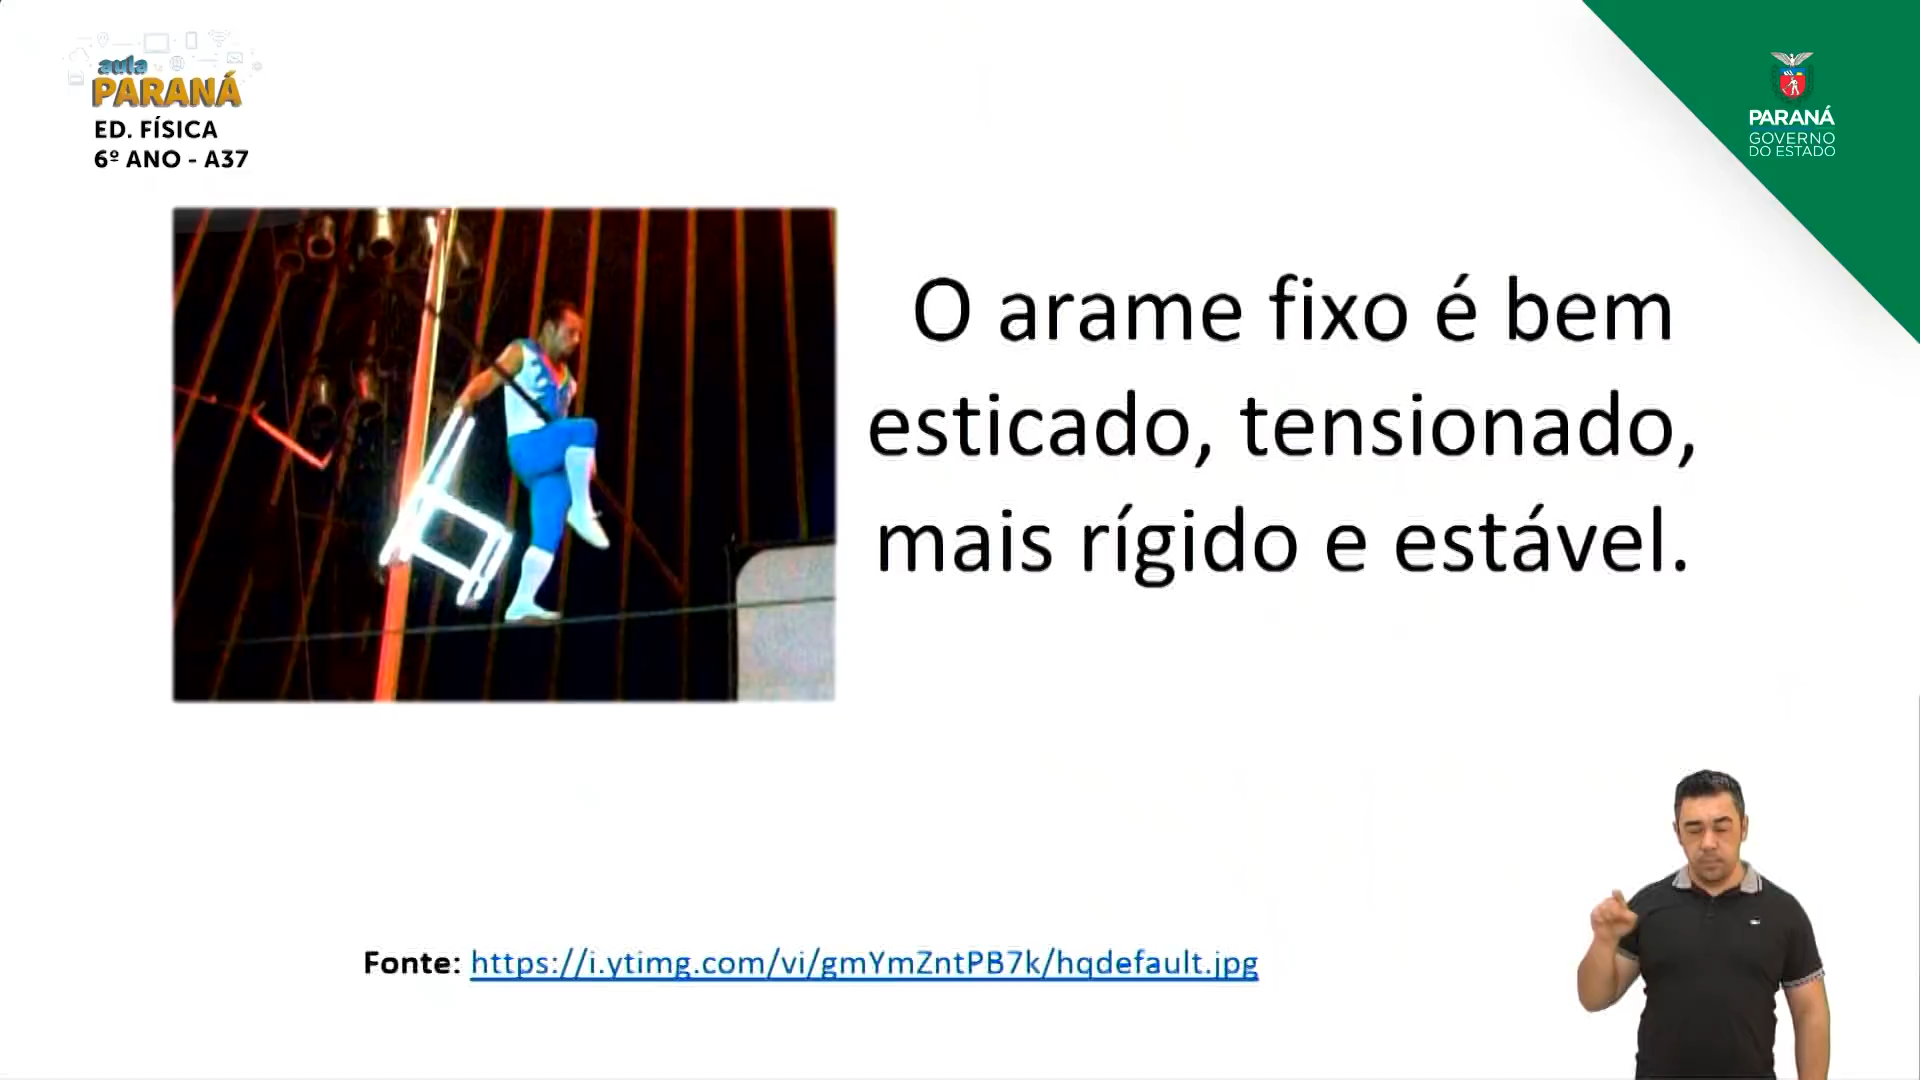 aula
PARANÁ
ED. FÍSICA
6º ANO - A37
PARANÁ
GOVERNO
DO ESTADO
O arame fixo é bem
esticado, tensionado,
mais rígido e estável.
Fonte: https://i.ytimg.com/vi/gmYmZntPB7k/hqdefault.jpg